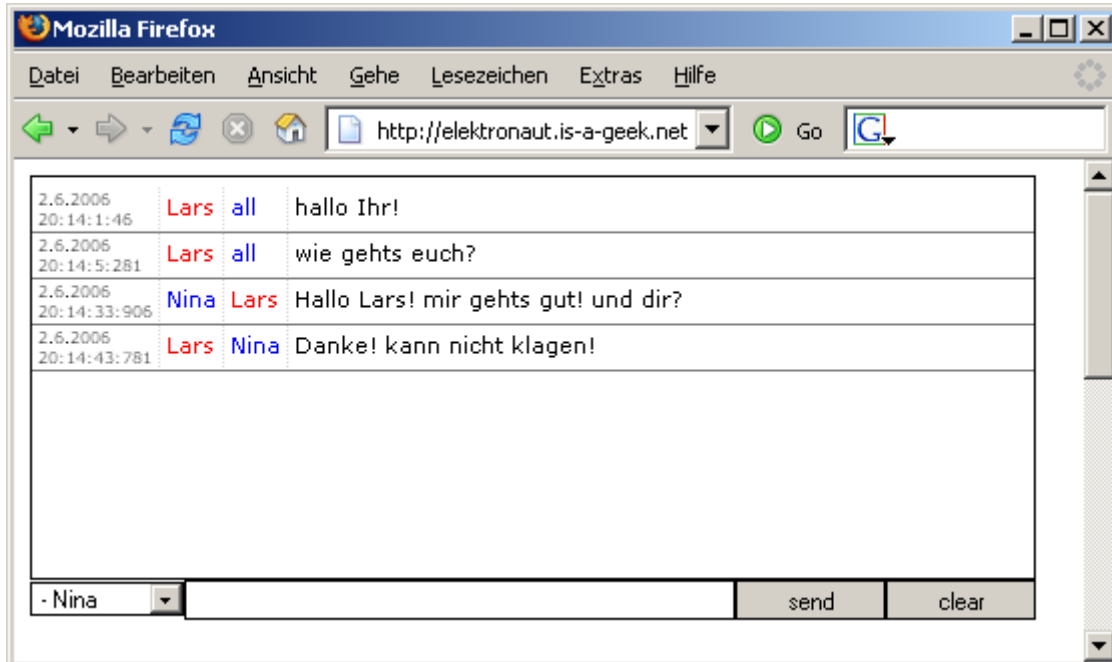 Mozilla Firefox
Datei Bearbeiten Ansicht Gehe Lesezeichen Extras Hilfe
http://elektronaut.is-a-geek.net Go G
2.6.2006
20:14:1:46 Lars all hallo Ihr!
2.6.2006
20:14:5:281 Lars all wie gehts euch?
2.6.2006
20:14:33:906 Nina Lars Hallo Lars! mir gehts gut! und dir?
2.6.2006
20:14:43:781 Lars Nina Danke! kann nicht klagen!
- Nina send clear